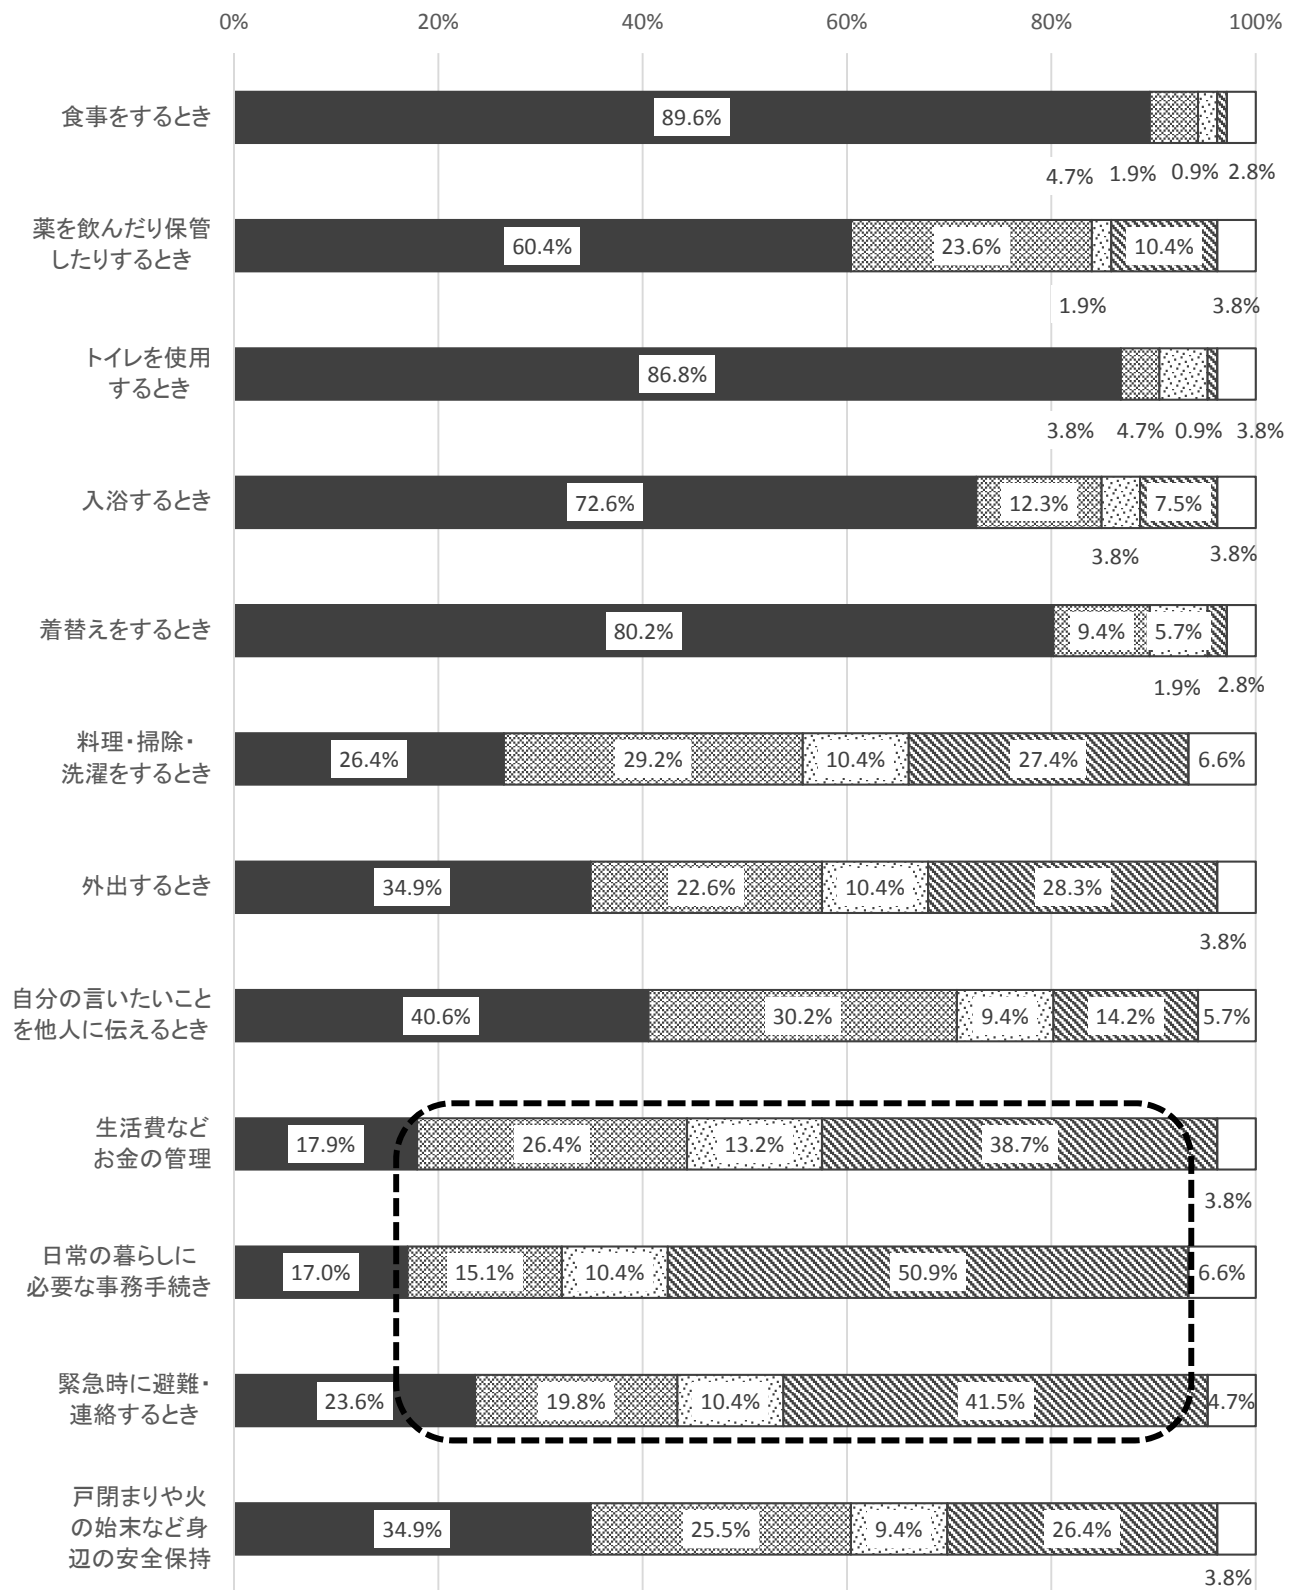 0% 20% 40% 60% 80% 100%
食事をするとき
89.6%
4.7% 1.9% 0.9% 2.8%
薬を飲んだり保管
したりするとき
60.4% 23.6% 10.4%
1.9% 3.8%
トイレを使用
するとき
86.8%
3.8% 4.7% 0.9% 3.8%
入浴するとき
72.6% 12.3% 7.5%
3.8% 3.8%
着替えをするとき
80.2% 9.4% 5.7%
1.9% 2.8%
料理・掃除・
洗濯をするとき
26.4% 29.2% 10.4% 27.4% 6.6%
外出するとき
34.9% 22.6% 10.4% 28.3%
3.8%
自分の言いたいこと
を他人に伝えるとき
40.6% 30.2% 9.4% 14.2% 5.7%
生活費など
お金の管理
17.9% 26.4% 13.2% 38.7%
3.8%
日常の暮らしに
必要な事務手続き
17.0% 15.1% 10.4% 50.9% 6.6%
緊急時に避難・
連絡するとき
23.6% 19.8% 10.4% 41.5% 4.7%
戸閉まりや火
の始末など身
辺の安全保持
34.9% 25.5% 9.4% 26.4%
3.8%